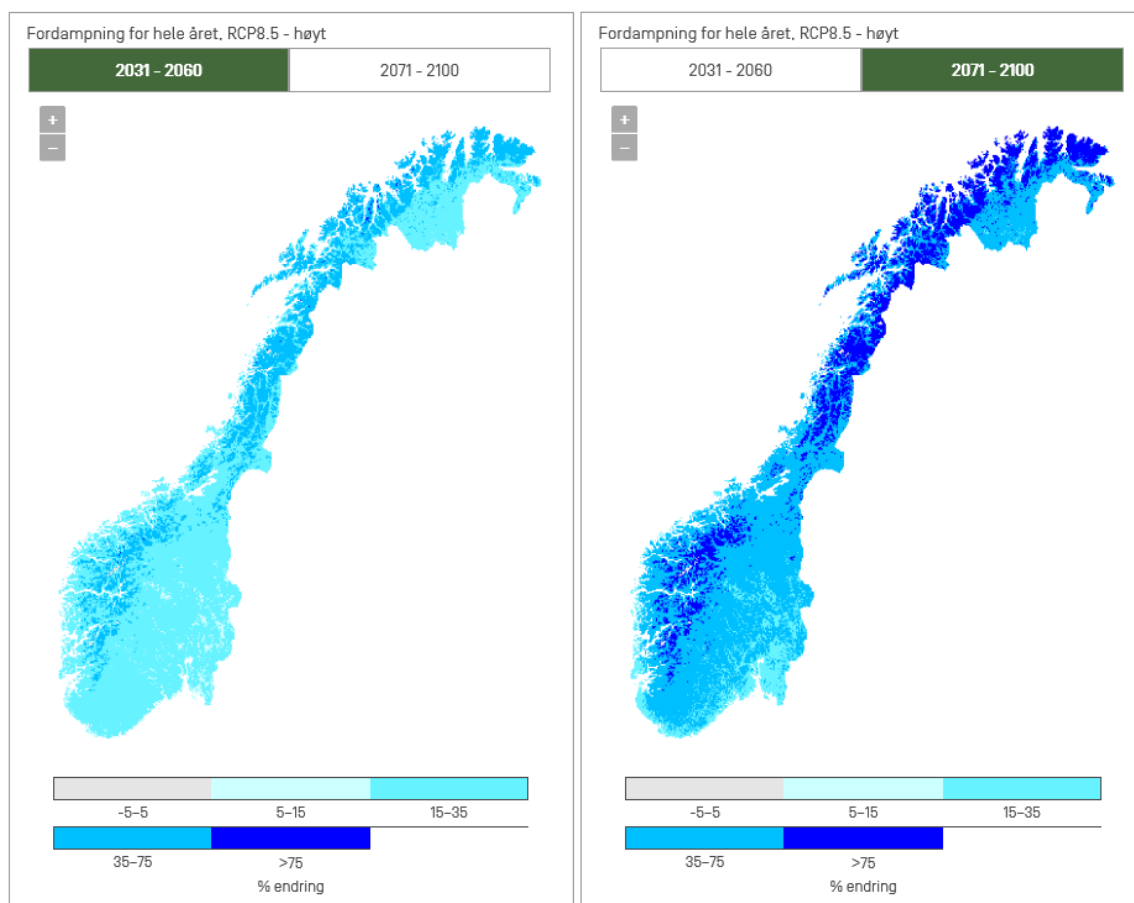 Fordampning for hele året, RCP8.5 - høyt
2031 - 2060
2071 - 2100
+
–
-5–5
5–15
15–35
35–75
>75
% endring
Fordampning for hele året, RCP8.5 - høyt
2031 - 2060
2071 - 2100
+
–
-5–5
5–15
15–35
35–75
>75
% endring